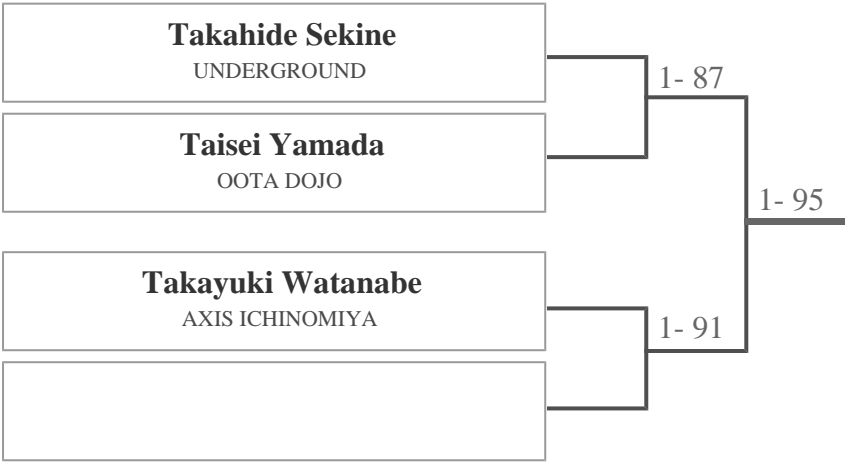 Takahide Sekine
UNDERGROUND
1- 87
Taisei Yamada
OOTA DOJO
1- 95
Takayuki Watanabe
AXIS ICHINOMIYA
1- 91